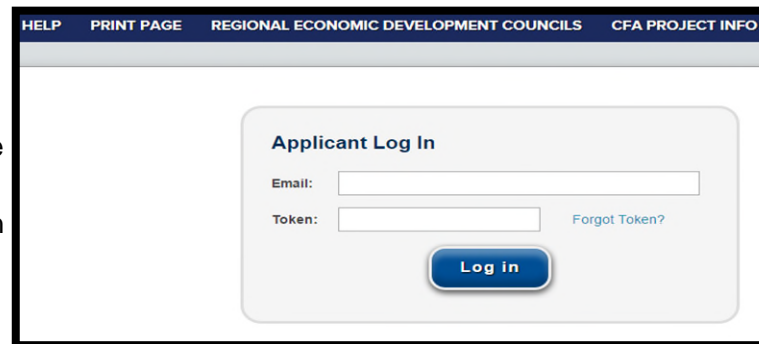 HELP PRINT PAGE REGIONAL ECONOMIC DEVELOPMENT COUNCILS CFA PROJECT INFO
Applicant Log In
Email:
Token: Forgot Token?
Log in